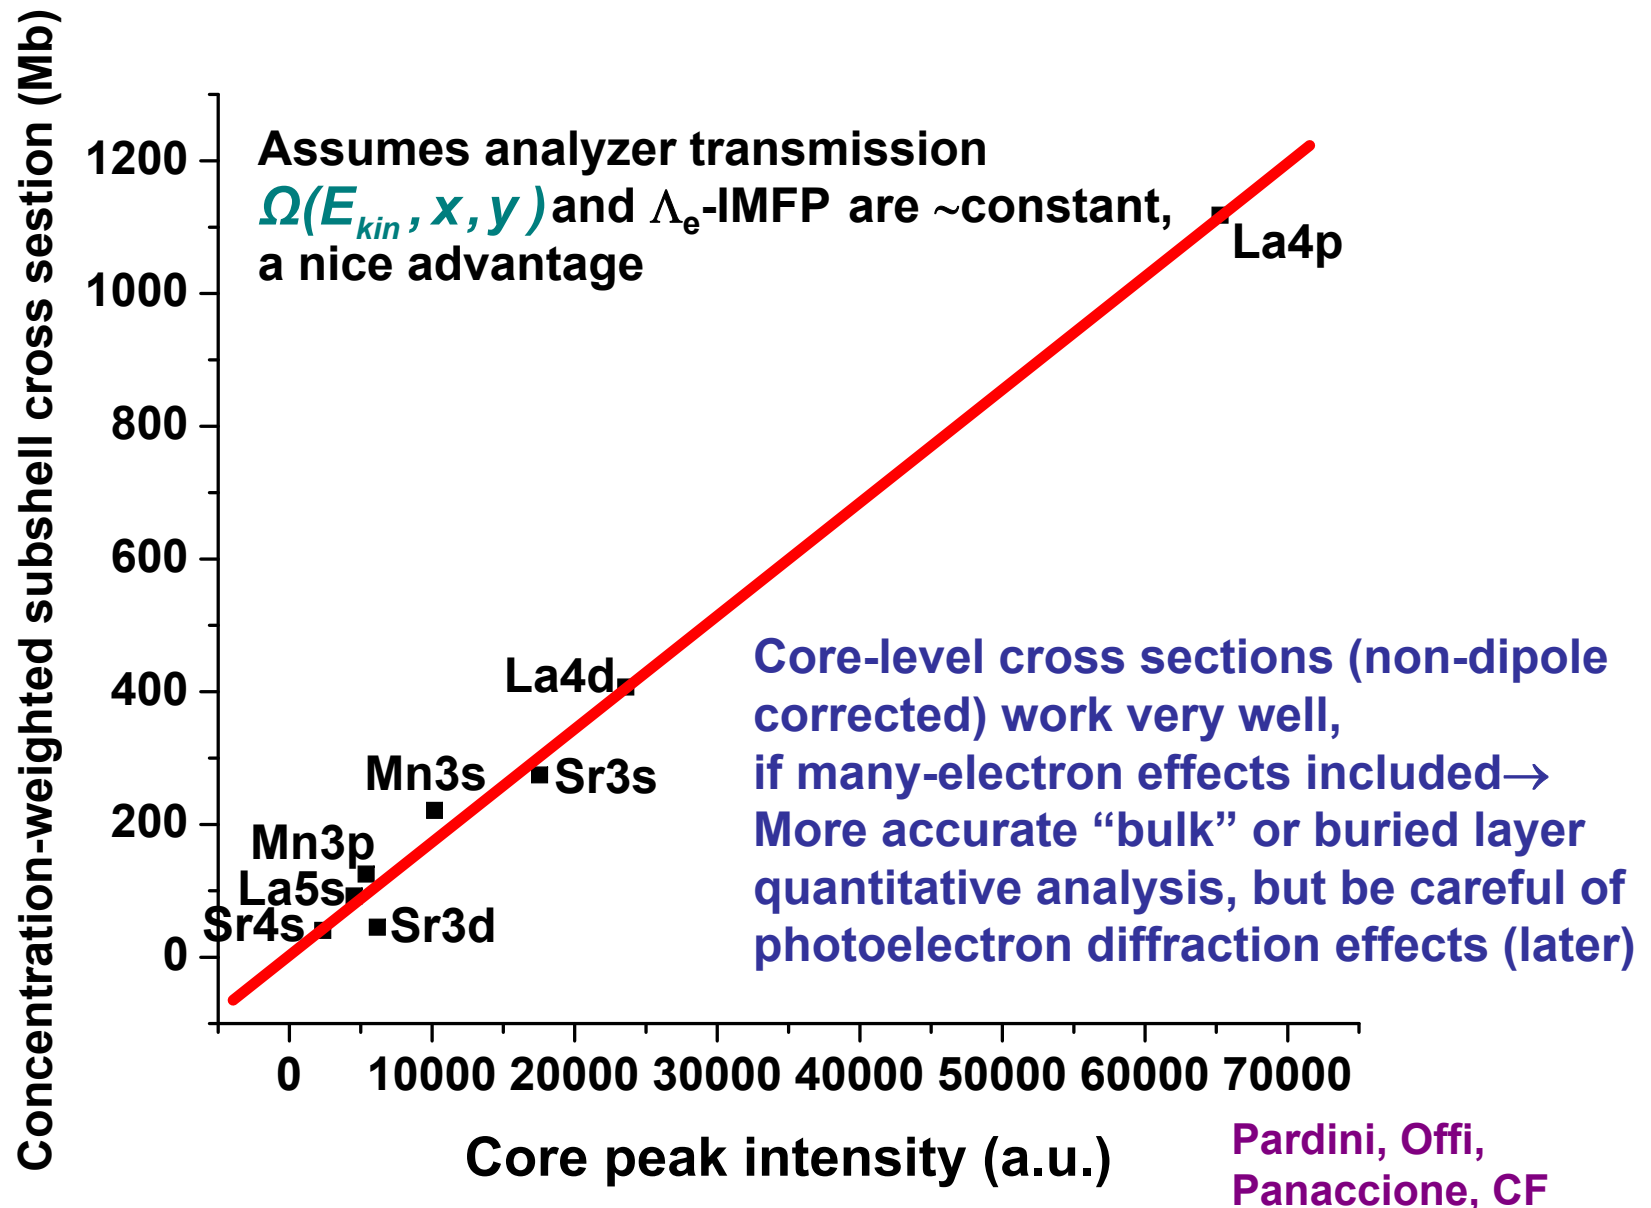 Concentration-weighted subshell cross sestion (Mb)
1200
1000
800
600
400
200
0
Assumes analyzer transmission
Ω(Ekin, x, y) and Λe-IMFP are ~constant,
a nice advantage
La4p
La4d
Sr3s
Mn3s
Mn3p
La5s
Sr4s
Sr3d
Core-level cross sections (non-dipole
corrected) work very well,
if many-electron effects included→
More accurate “bulk” or buried layer
quantitative analysis, but be careful of
photoelectron diffraction effects (later)
0 10000 20000 30000 40000 50000 60000 70000
Core peak intensity (a.u.)
Pardini, Offi,
Panaccione, CF